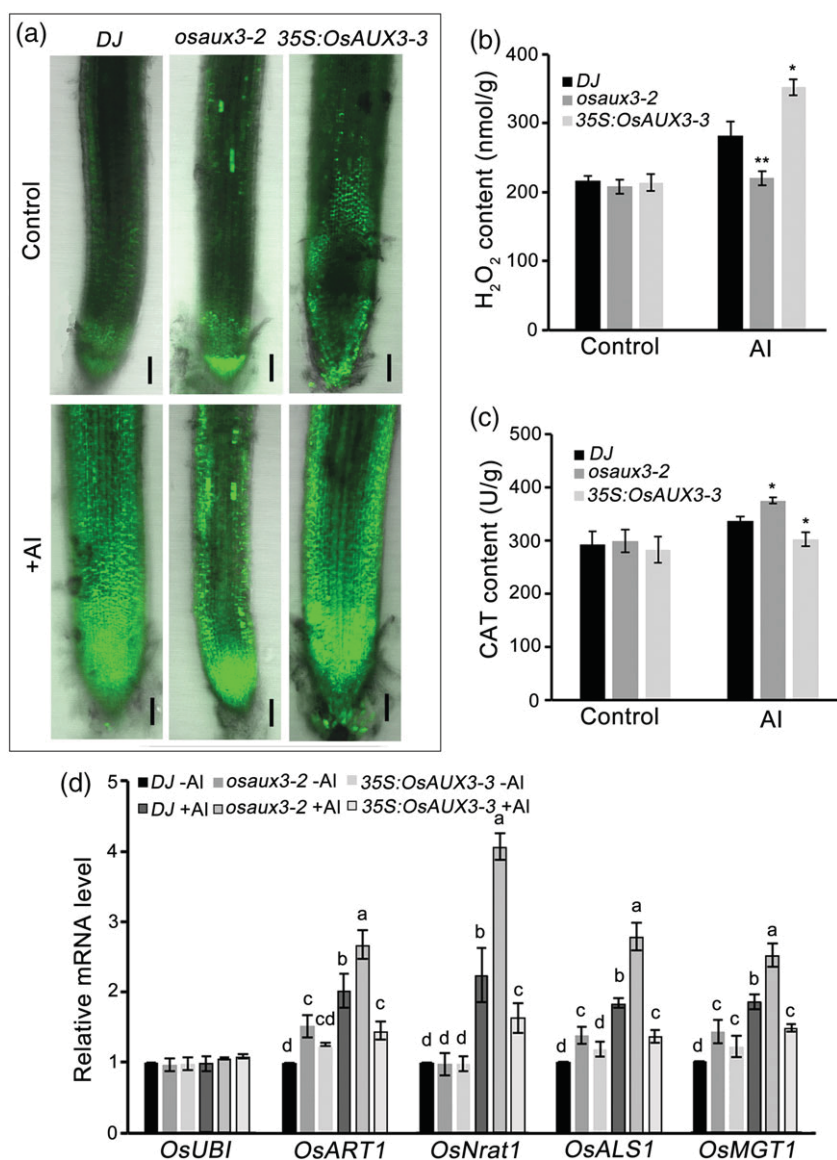 (a)
DJ osaux3-2 35S:OsAUX3-3
Control
+Al
(b)
H2O2 content (nmol/g)
400
300
200
100
0
DJ
osaux3-2
35S:OsAUX3-3
**
*
Control Al
(c)
CAT content (U/g)
500
400
300
200
100
0
DJ
osaux3-2
35S:OsAUX3-3
*
*
Control Al
(d)
Relative mRNA level
5
4
3
2
1
0
DJ -Al osaux3-2 -Al 35S:OsAUX3-3 -Al
DJ +Al osaux3-2 +Al 35S:OsAUX3-3 +Al
d c cd b a c
d d d b a c
d c d b a c
d c d b a c
OsUBI OsART1 OsNrat1 OsALS1 OsMGT1